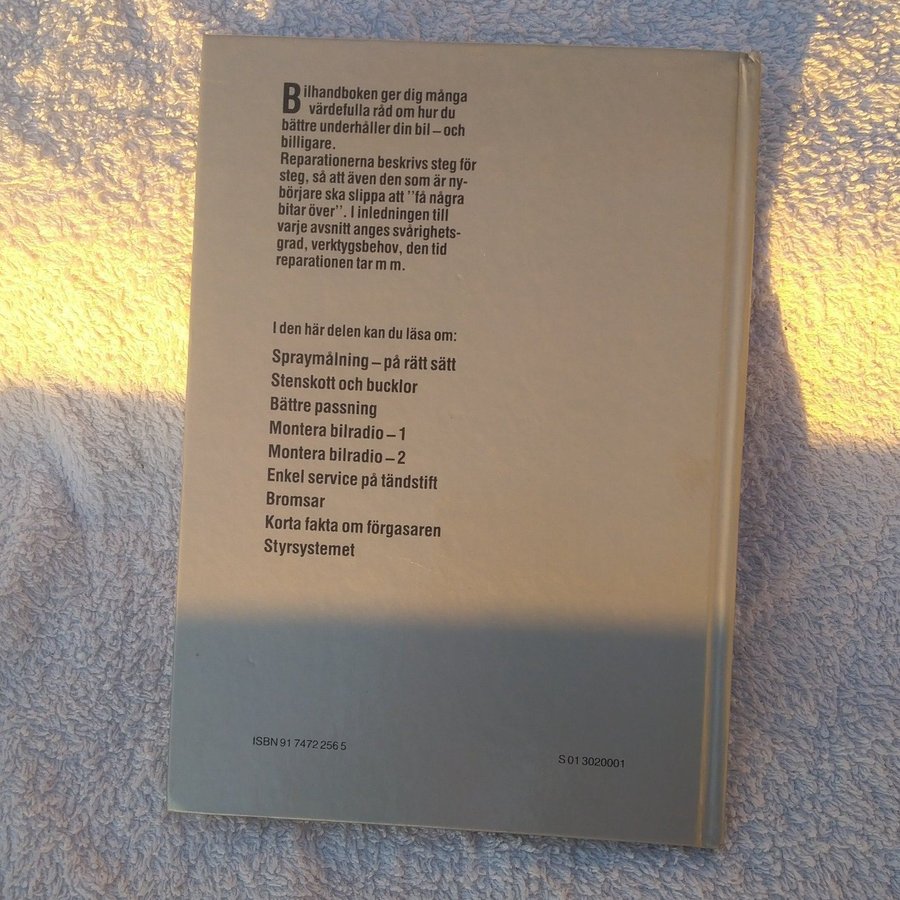 Bilhandboken ger dig många
värdefulla råd om hur du
bättre underhåller din bil – och
billigare.
Reparationerna beskrivs steg för
steg, så att även den som är ny-
börjare ska slippa att ''få några
bitar över''. I inledningen till
varje avsnitt anges svårighets-
grad, verktygsbehov, den tid
reparationen tar m m.
I den här delen kan du läsa om:
Spraymålning – på rätt sätt
Stenskott och bucklor
Bättre passning
Montera bilradio – 1
Montera bilradio – 2
Enkel service på tändstift
Bromsar
Korta fakta om förgasaren
Styrsystemet
ISBN 91 7472 256 5
S 01 3020001